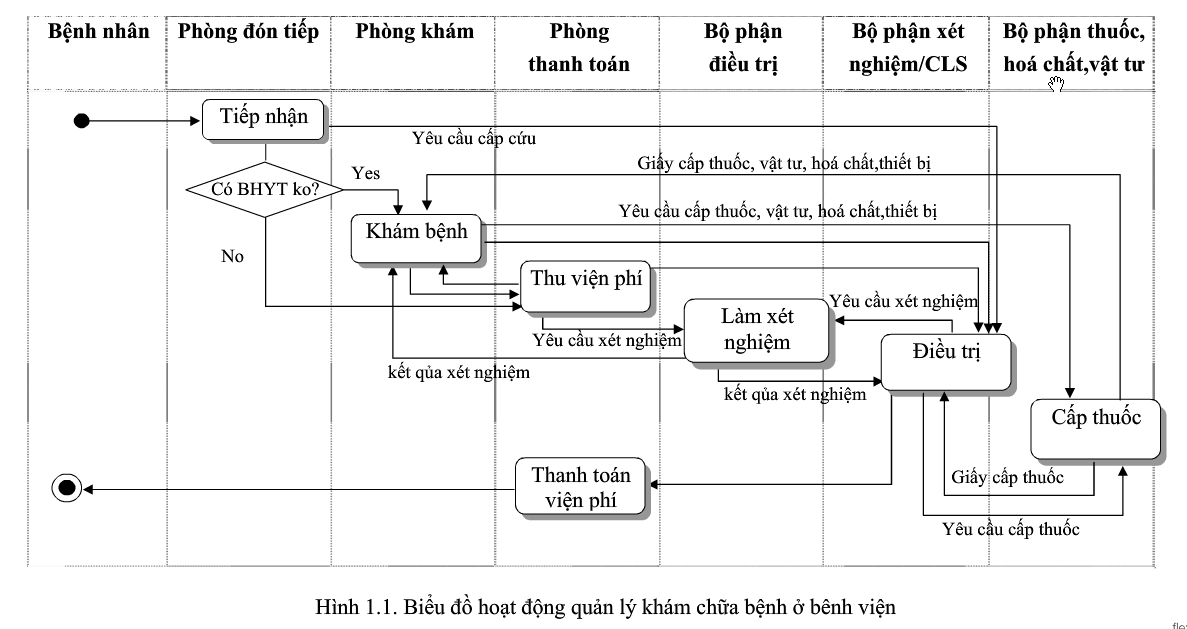 Bệnh nhân
Phòng đón tiếp
Phòng khám
Phòng
thanh toán
Bộ phận
điều trị
Bộ phận xét
nghiệm/CLS
Bộ phận thuốc,
hoá chất,vật tư
Tiếp nhận
Yêu cầu cấp cứu
Giấy cấp thuốc, vật tư, hoá chất,thiết bị
Có BHYT ko?
Yes
Yêu cầu cấp thuốc, vật tư, hoá chất,thiết bị
Khám bệnh
No
Thu viện phí
Yêu cầu xét nghiệm
Làm xét
nghiệm
Yêu cầu xét nghiệm
Điều trị
kết qủa xét nghiệm
kết qủa xét nghiệm
Cấp thuốc
Thanh toán
viện phí
Giấy cấp thuốc
Yêu cầu cấp thuốc
Hình 1.1. Biểu đồ hoạt động quản lý khám chữa bệnh ở bênh viện